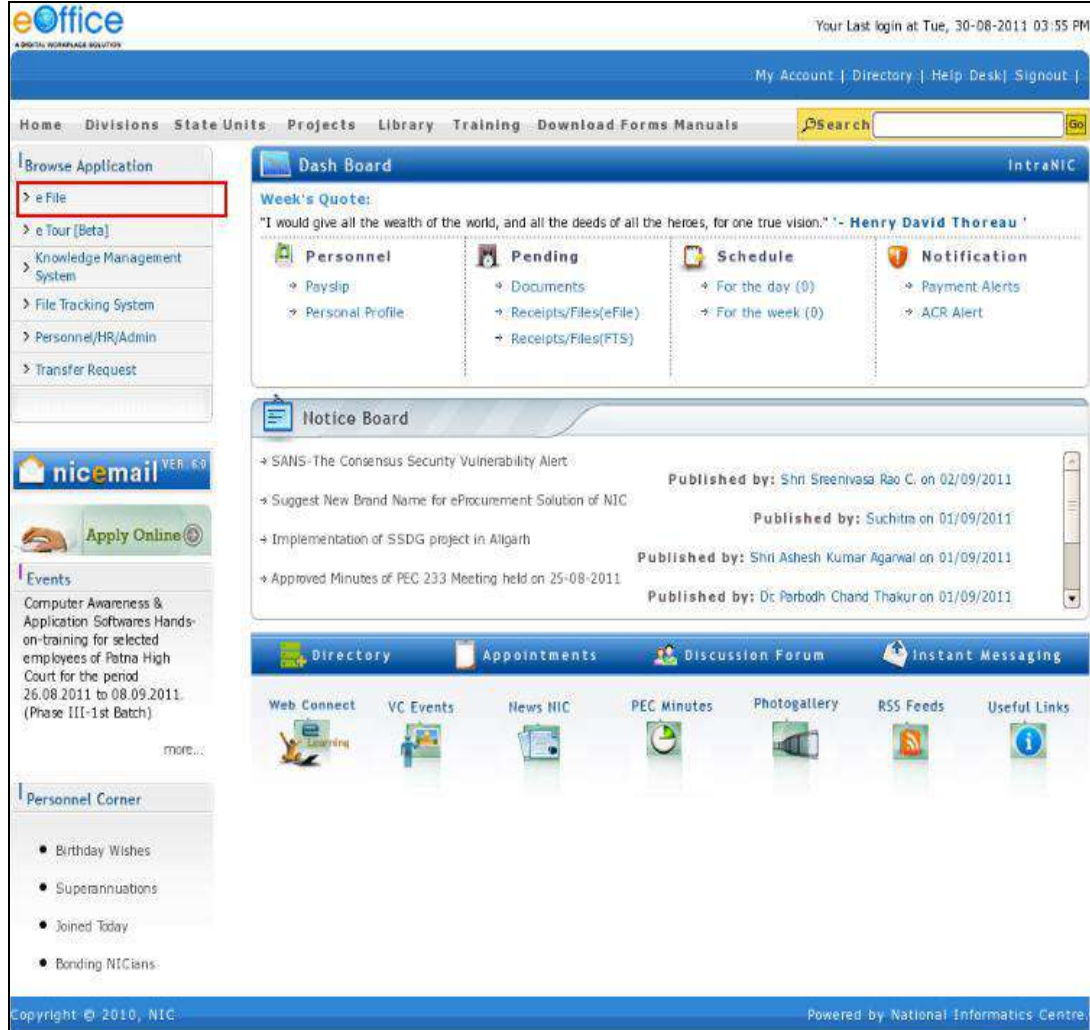 eOffice
A DIGITAL WORKPLACE SOLUTION
Your Last login at Tue, 30-08-2011 03:55 PM
My Account | Directory | Help Desk| Signout |
Home Divisions State Units Projects Library Training Download Forms Manuals Search Go
Browse Application
e File
e Tour [Beta]
Knowledge Management
System
File Tracking System
Personnel/HR/Admin
Transfer Request
nicemail VER 6.0
Apply Online
Events
Computer Awareness &
Application Softwares Hands-
on-training for selected
employees of Patna High
Court for the period
26.08.2011 to 08.09.2011.
(Phase III-1st Batch)
more...
Personnel Corner
Birthday Wishes
Superannuations
Joined Today
Bonding NICians
Dash Board IntraNIC
Week's Quote:
"I would give all the wealth of the world, and all the deeds of all the heroes, for one true vision." '- Henry David Thoreau '
Personnel
Payslip
Personal Profile
Pending
Documents
Receipts/Files(eFile)
Receipts/Files(FTS)
Schedule
For the day (0)
For the week (0)
Notification
Payment Alerts
ACR Alert
Notice Board
SANS-The Consensus Security Vulnerability Alert
Published by: Shri Sreenivasa Rao C. on 02/09/2011
Suggest New Brand Name for eProcurement Solution of NIC
Published by: Suchitra on 01/09/2011
Implementation of SSDG project in Aligarh
Published by: Shri Ashesh Kumar Agarwal on 01/09/2011
Approved Minutes of PEC 233 Meeting held on 25-08-2011
Published by: Dr. Parbodh Chand Thakur on 01/09/2011
Directory Appointments Discussion Forum Instant Messaging
Web Connect VC Events News NIC PEC Minutes Photogallery RSS Feeds Useful Links
e
Learning
Copyright © 2010, NIC Powered by National Informatics Centre